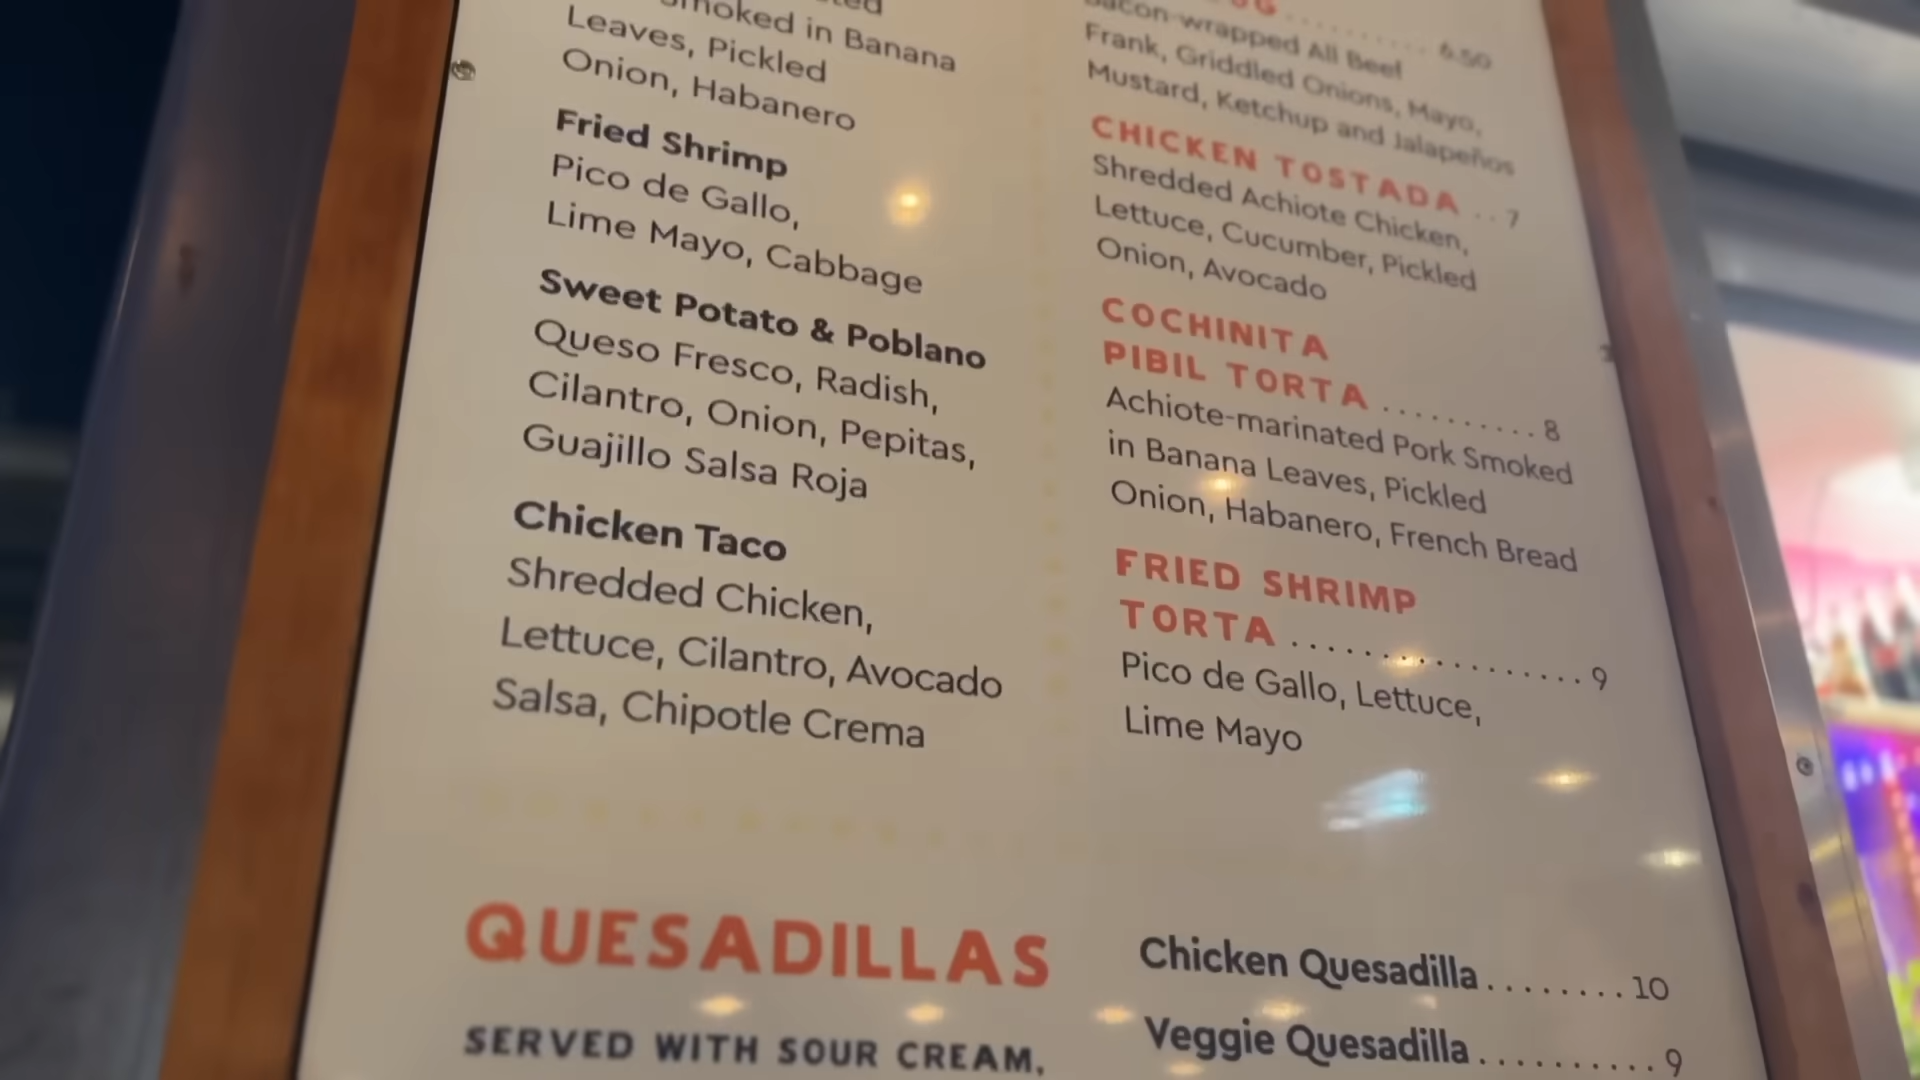 Smoked in Banana
Leaves, Pickled
Onion, Habanero
Fried Shrimp
Pico de Gallo,
Lime Mayo, Cabbage
Sweet Potato & Poblano
Queso Fresco, Radish,
Cilantro, Onion, Pepitas,
Guajillo Salsa Roja
Chicken Taco
Shredded Chicken,
Lettuce, Cilantro, Avocado
Salsa, Chipotle Crema
QUESADILLAS
SERVED WITH SOUR CREAM,
6.50
Bacon-wrapped All Beef
Frank, Griddled Onions, Mayo,
Mustard, Ketchup and Jalapeños
CHICKEN TOSTADA .. 7
Shredded Achiote Chicken,
Lettuce, Cucumber, Pickled
Onion, Avocado
COCHINITA
PIBIL TORTA .......... 8
Achiote-marinated Pork Smoked
in Banana Leaves, Pickled
Onion, Habanero, French Bread
FRIED SHRIMP
TORTA .................. 9
Pico de Gallo, Lettuce,
Lime Mayo
Chicken Quesadilla ........ 10
Veggie Quesadilla .......... 9